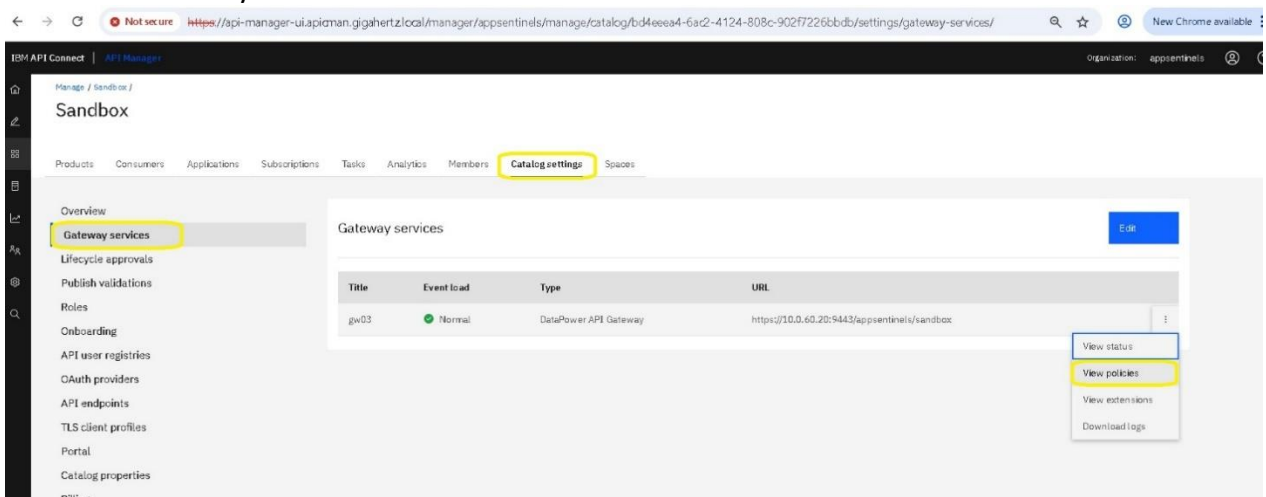 Not secure https://api-manager-ui.apicman.gigahertz.local/manager/appsentinels/manage/catalog/bd4eeea4-6ac2-4124-808c-902f7226bbdb/settings/gateway-services/ New Chrome available
IBM API Connect | API Manager Organization: appsentinels
Manage / Sandbox /
Sandbox
Products Consumers Applications Subscriptions Tasks Analytics Members Catalog settings Spaces
Overview
Gateway services
Lifecycle approvals
Publish validations
Roles
Onboarding
API user registries
OAuth providers
API endpoints
TLS client profiles
Portal
Catalog properties
Gateway services Edit
Title Event load Type URL
gw03 Normal DataPower API Gateway https://10.0.60.20:9443/appsentinels/sandbox
View status
View policies
View extensions
Download logs